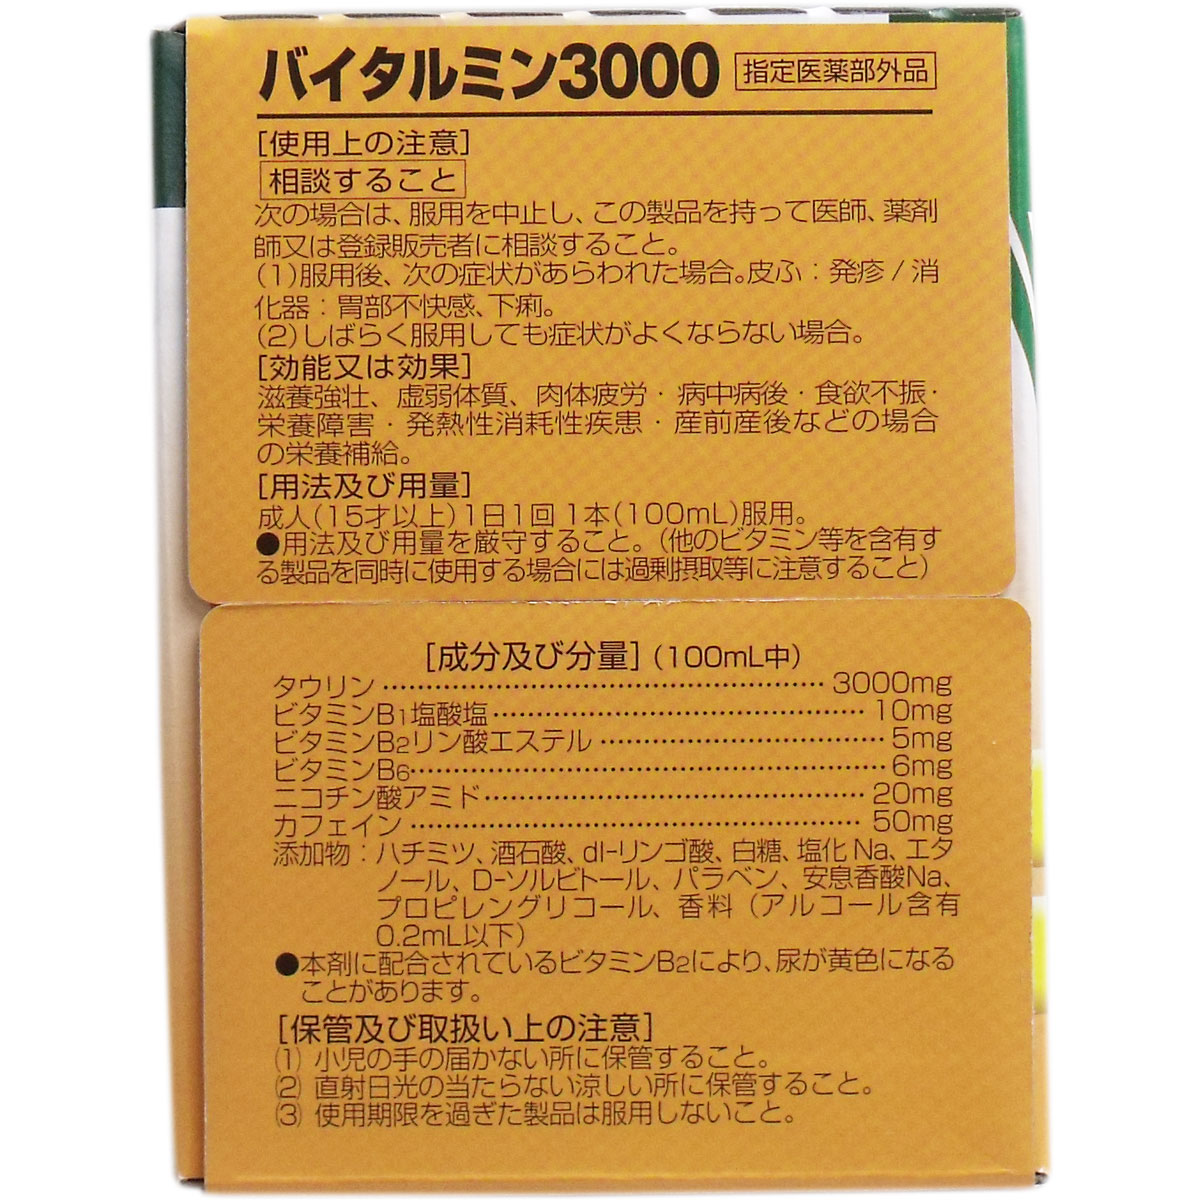 バイタルミン3000 指定医薬部外品
[使用上の注意]
相談すること
次の場合は、服用を中止し、この製品を持って医師、薬剤
師又は登録販売者に相談すること。
(1)服用後、次の症状があらわれた場合。皮ふ：発疹/消
化器：胃部不快感、下痢。
(2)しばらく服用しても症状がよくならない場合。
[効能又は効果]
滋養強壮、虚弱体質、肉体疲労・病中病後・食欲不振・
栄養障害・発熱性消耗性疾患・産前産後などの場合
の栄養補給。
[用法及び用量]
成人(15才以上)1日1回1本(100mL)服用。
●用法及び用量を厳守すること。(他のビタミン等を含有す
る製品を同時に使用する場合には過剰摂取等に注意すること)
[成分及び分量](100mL中)
タウリン…………………………………………3000mg
ビタミンB1塩酸塩…………………………………10mg
ビタミンB2リン酸エステル…………………………5mg
ビタミンB6…………………………………………6mg
ニコチン酸アミド…………………………………20mg
カフェイン…………………………………………50mg
添加物：ハチミツ、酒石酸、dl-リンゴ酸、白糖、塩化Na、エタ
ノール、D-ソルビトール、パラベン、安息香酸Na、
プロピレングリコール、香料(アルコール含有
0.2mL以下)
●本剤に配合されているビタミンB2により、尿が黄色になる
ことがあります。
[保管及び取扱い上の注意]
(1) 小児の手の届かない所に保管すること。
(2) 直射日光の当たらない涼しい所に保管すること。
(3) 使用期限を過ぎた製品は服用しないこと。